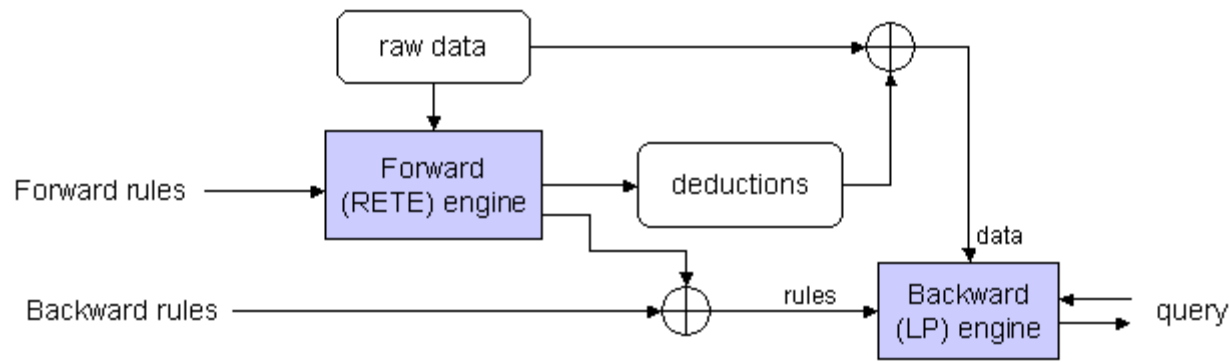 raw data
Forward rules
Forward
(RETE) engine
deductions
data
Backward rules
rules
Backward
(LP) engine
query